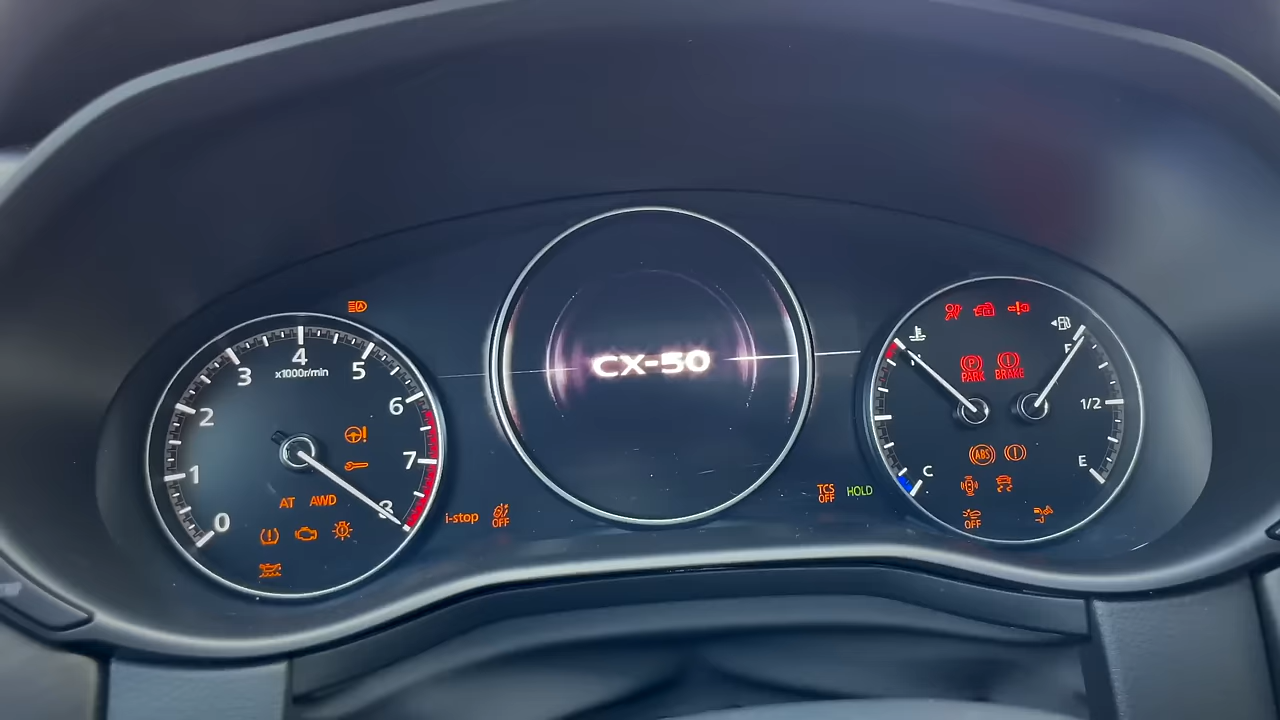 4
x1000r/min
3
5
2
6
1
7
0
8
AT AWD
i-stop
OFF
CX-50
TCS
OFF
HOLD
H
F
P
PARK
BRAKE
1/2
ABS
C
E
OFF